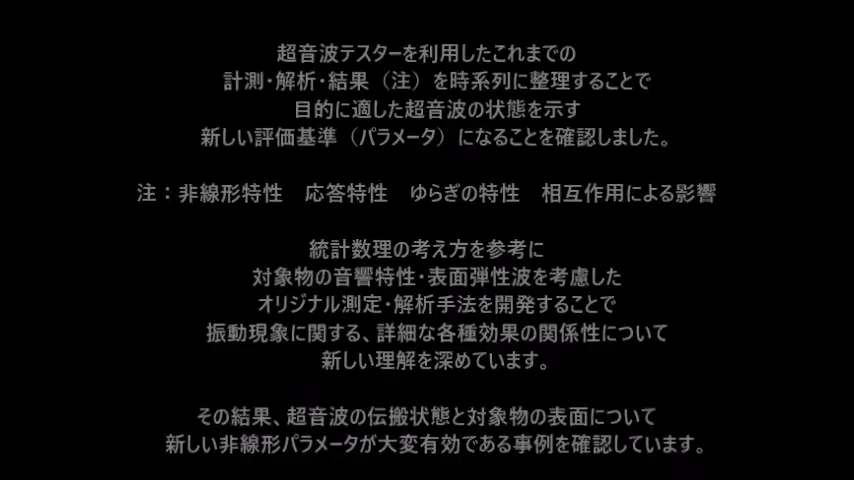 超音波テスターを利用したこれまでの
計測・解析・結果（注）を時系列に整理することで
目的に適した超音波の状態を示す
新しい評価基準（パラメータ）になることを確認しました。
注：非線形特性　応答特性　ゆらぎの特性　相互作用による影響
統計数理の考え方を参考に
対象物の音響特性・表面弾性波を考慮した
オリジナル測定・解析手法を開発することで
振動現象に関する、詳細な各種効果の関係性について
新しい理解を深めています。
その結果、超音波の伝搬状態と対象物の表面について
新しい非線形パラメータが大変有効である事例を確認しています。